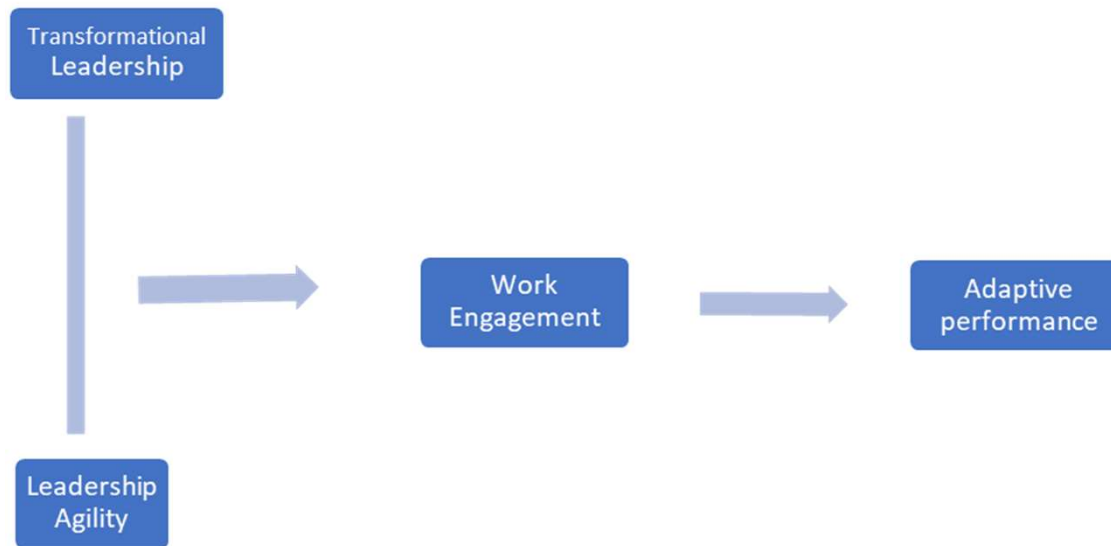 Transformational
Leadership
Work
Engagement
Adaptive
performance
Leadership
Agility